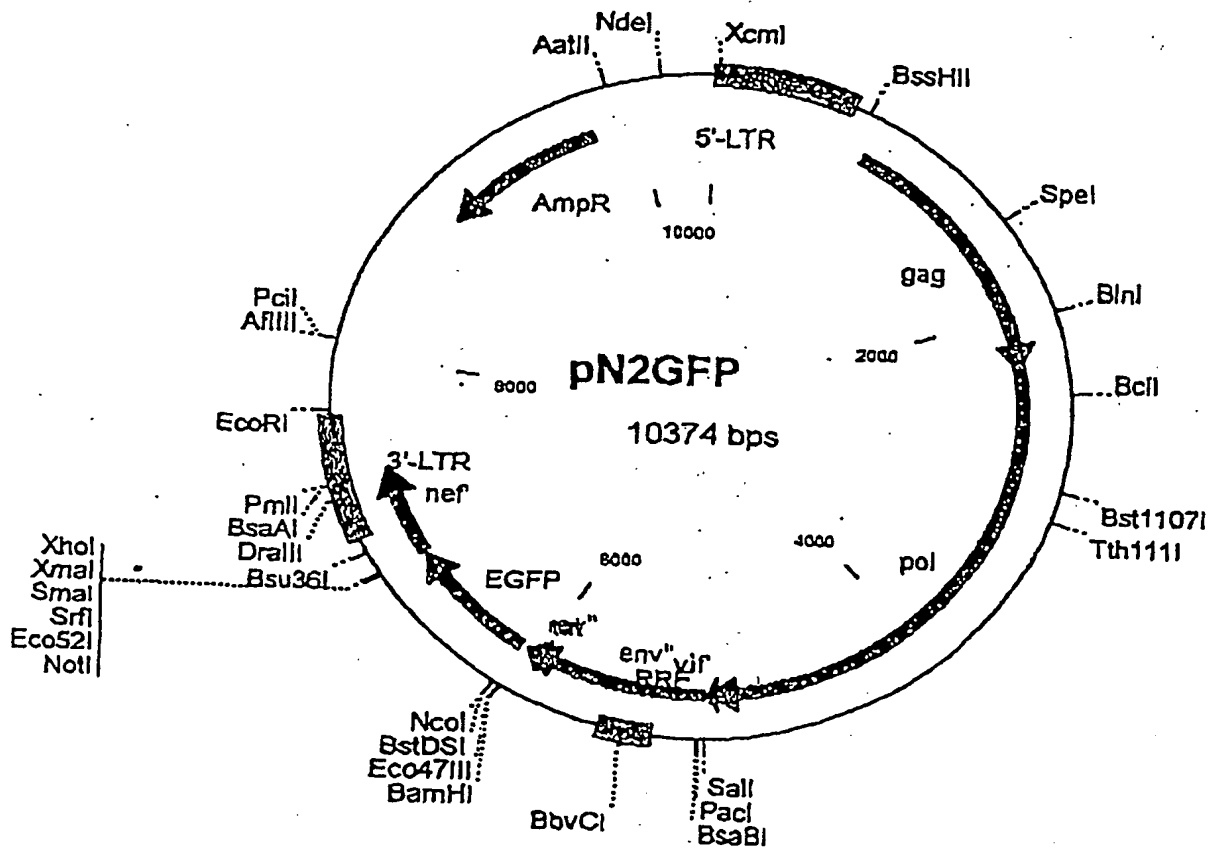 NdeI
AatII
XcmI
BssHII
5'-LTR
AmpR
SpeI
10000
gag
BlnI
PciI
AflIII
2000
pN2GFP
8000
BclI
EcoRI
10374 bps
3'-LTR
nef
PmlI
BsaAI
DraIII
Bsu36I
Bst1107I
Tth111I
XhoI
XmaI
SmaI
SrfI
Eco52I
NotI
4000
pol
6000
EGFP
env"
vif
RRE
NcoI
BstDSI
Eco47III
BamHI
BbvCI
SalI
PacI
BsaBI